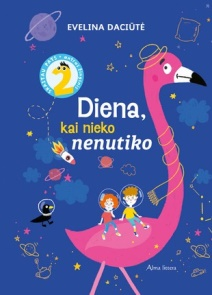 EVELINA DACIŪTĖ
2
Diena,
kai nieko
nenutiko
Alma littera